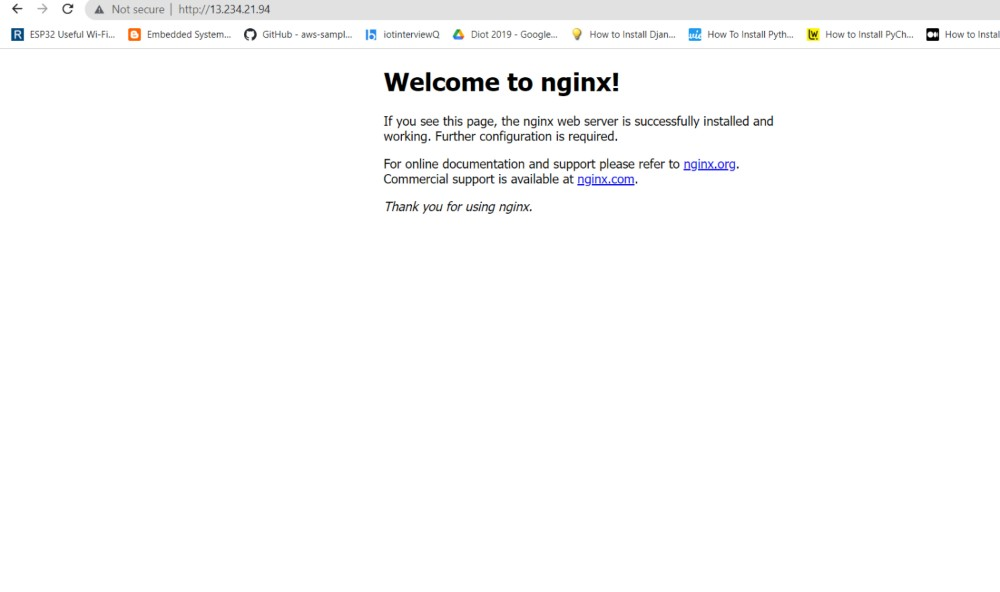 Not secure | http://13.234.21.94
ESP32 Useful Wi-Fi... Embedded System... GitHub - aws-sampl... iotinterviewQ Diot 2019 - Google... How to Install Djan... How To Install Pyth... How to Install PyCh... How to Instal
Welcome to nginx!
If you see this page, the nginx web server is successfully installed and
working. Further configuration is required.
For online documentation and support please refer to nginx.org.
Commercial support is available at nginx.com.
Thank you for using nginx.